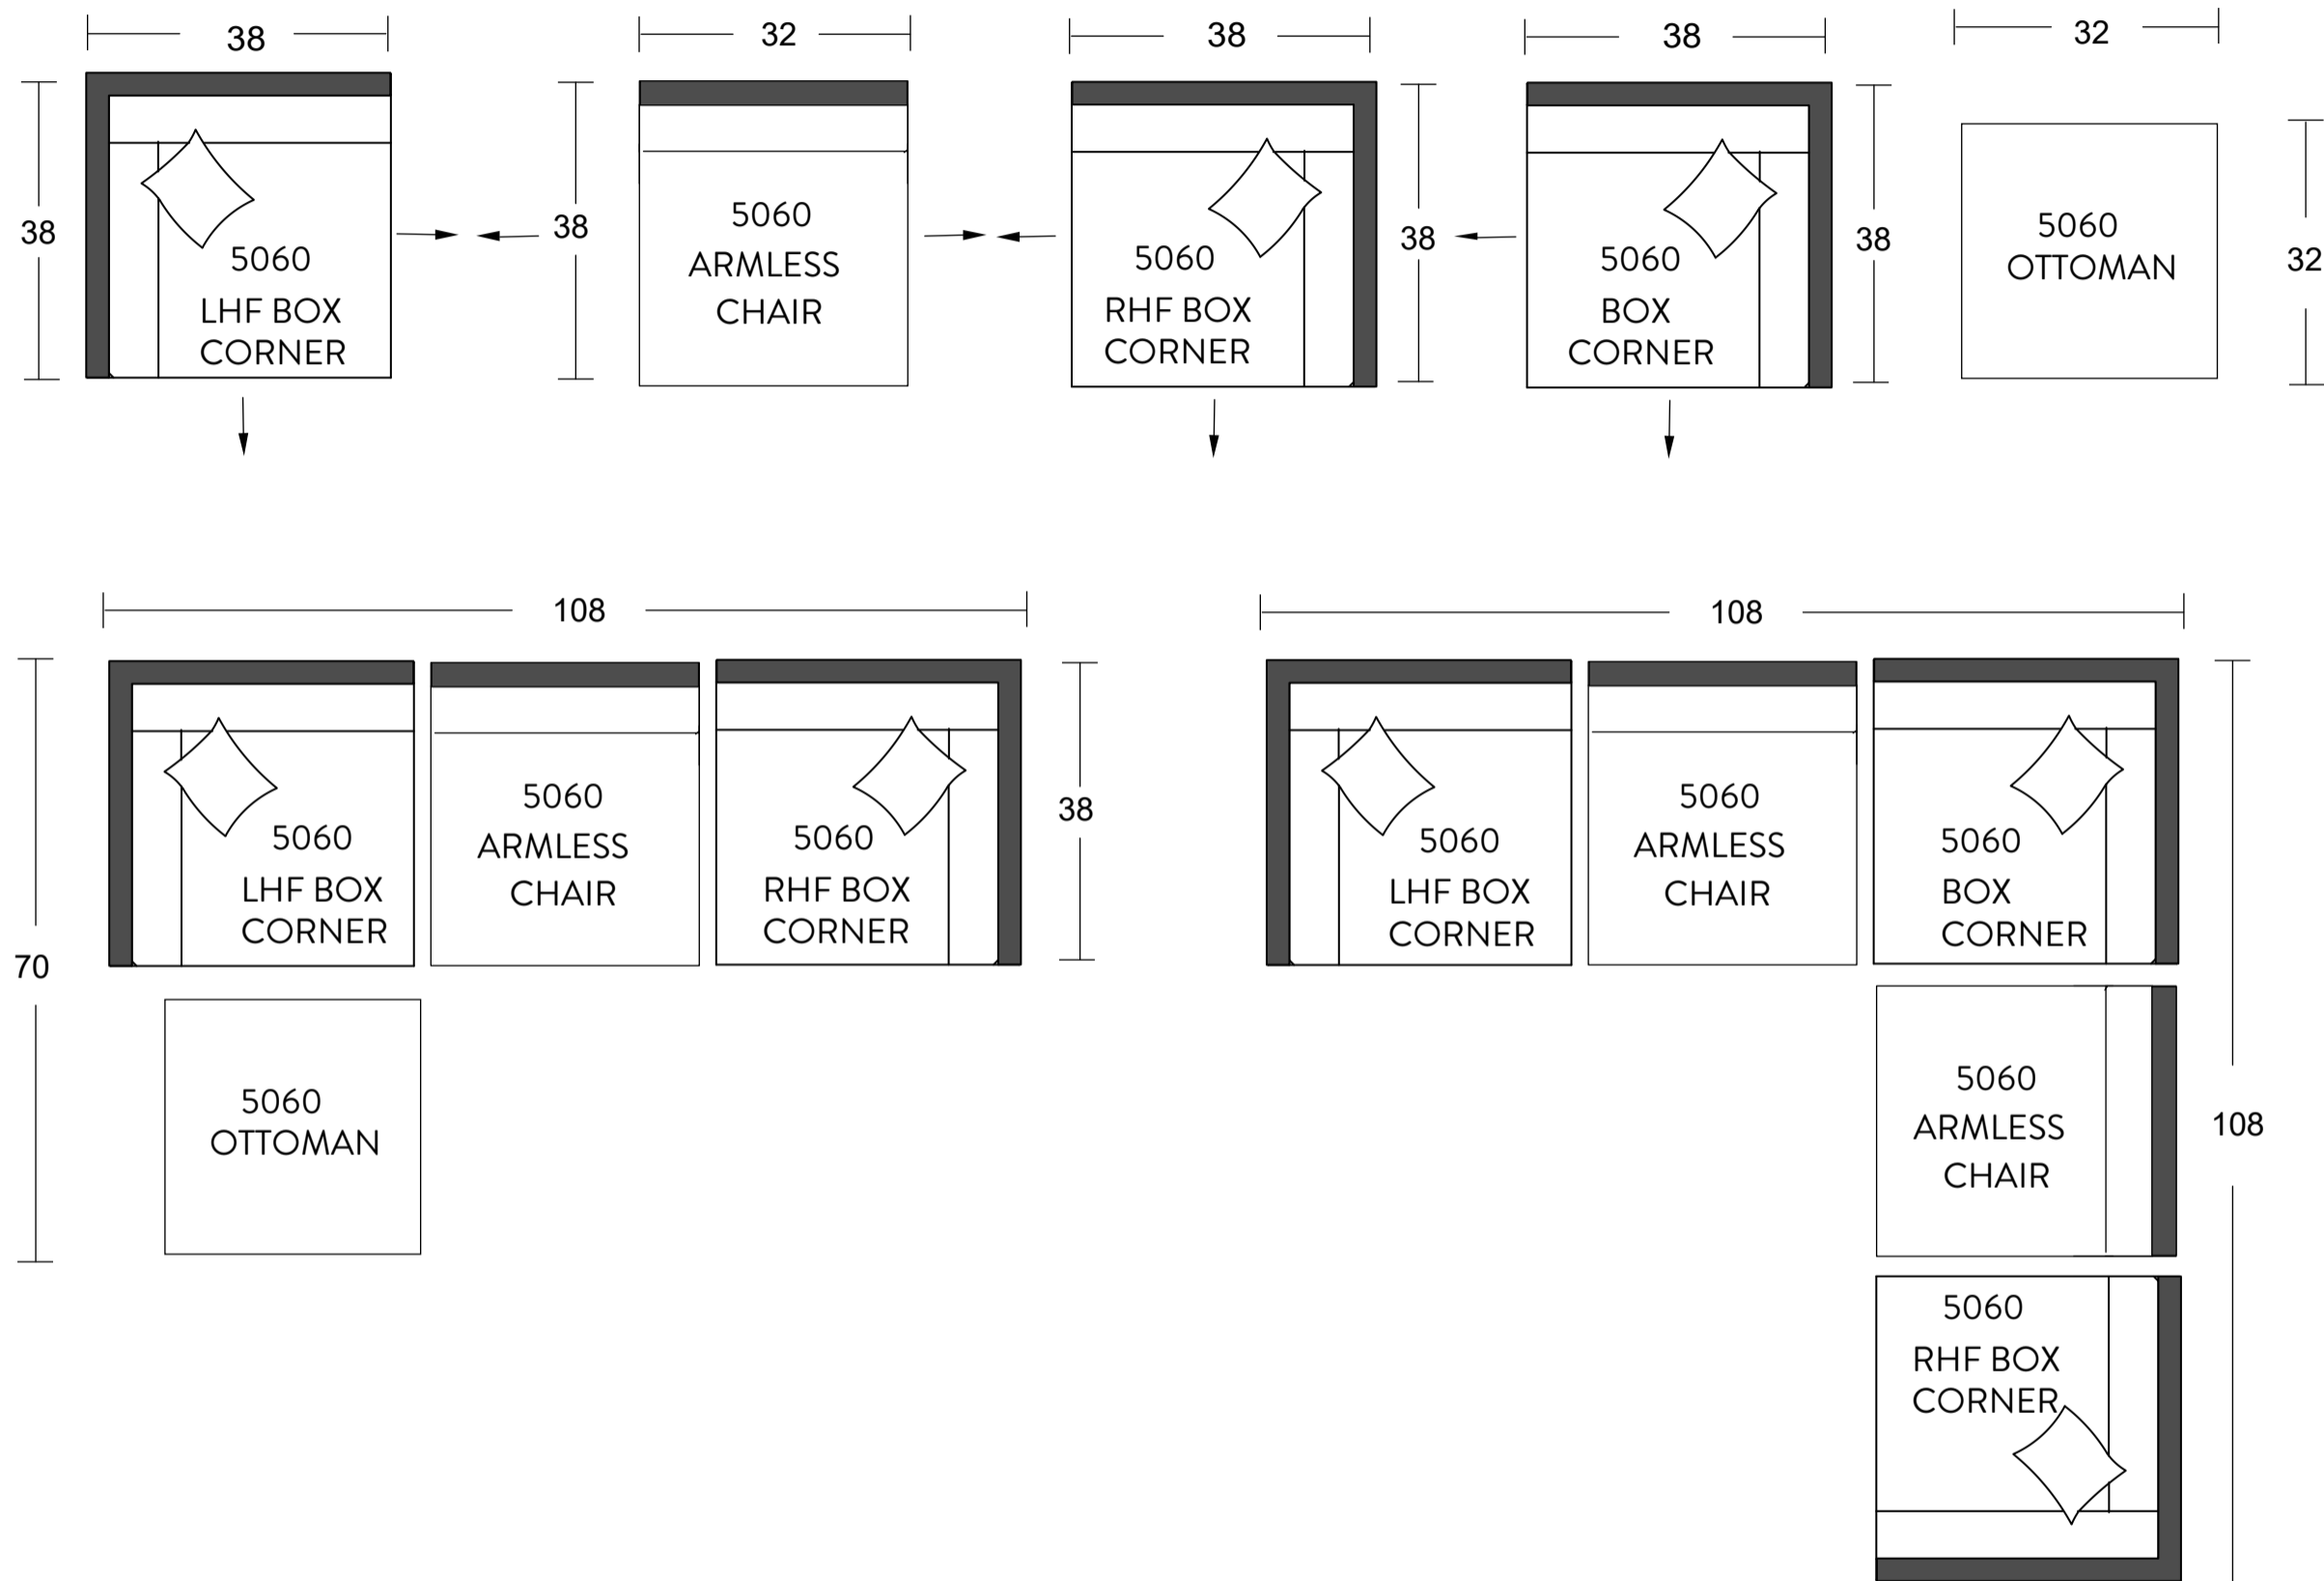 38
32
38
38
32
38
5060
LHF BOX
CORNER
38
5060
ARMLESS
CHAIR
5060
RHF BOX
CORNER
38
5060
BOX
CORNER
38
5060
OTTOMAN
32
108
70
5060
LHF BOX
CORNER
5060
ARMLESS
CHAIR
5060
RHF BOX
CORNER
38
5060
OTTOMAN
108
5060
LHF BOX
CORNER
5060
ARMLESS
CHAIR
5060
BOX
CORNER
5060
ARMLESS
CHAIR
108
5060
RHF BOX
CORNER